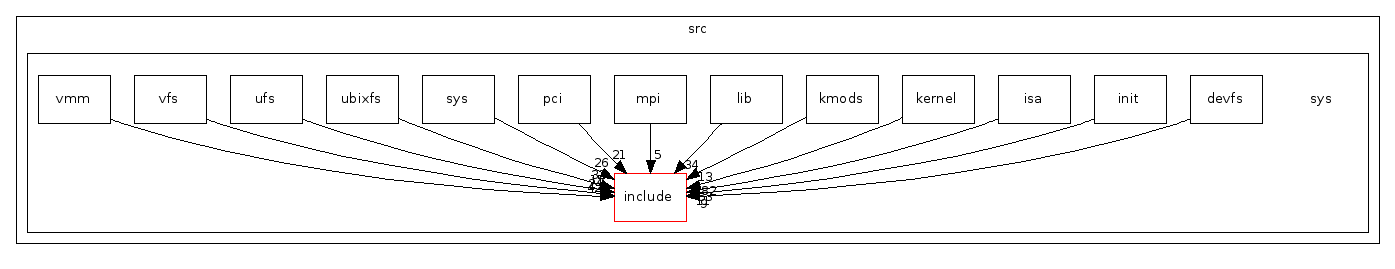 src
vmm vfs ufs ubixfs sys pci mpi lib kmods kernel isa init devfs sys
21 5
26 34
13
include